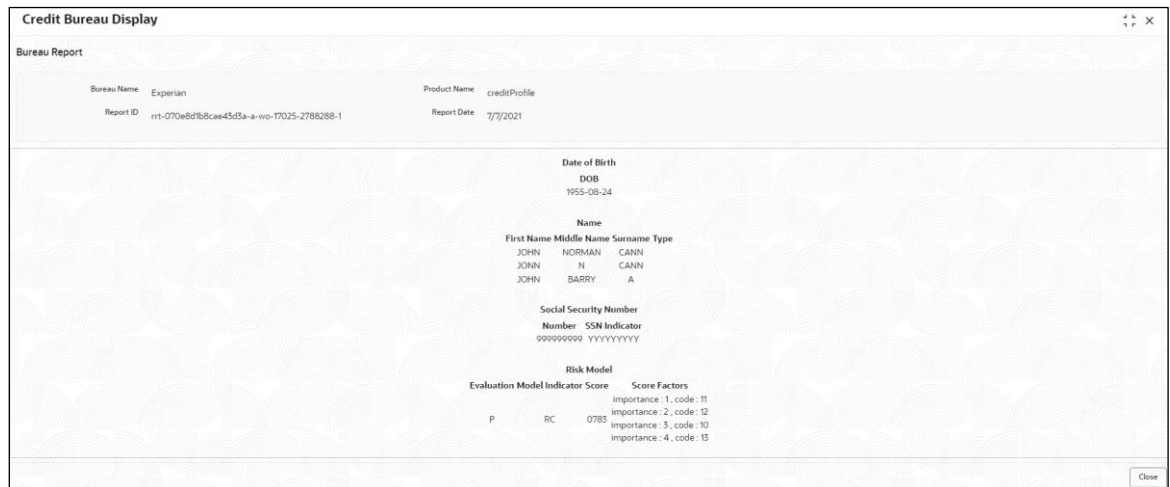 Credit Bureau Display
Bureau Report
Bureau Name Experian Product Name creditProfile
Report ID rrt-070e8d1b8cae43d3a-a-wo-17025-2788288-1 Report Date 7/7/2021
Date of Birth
DOB
1955-08-24
Name
First Name Middle Name Surname Type
JOHN NORMAN CANN
JONN N CANN
JOHN BARRY A
Social Security Number
Number SSN Indicator
999999999 YYYYYYYYY
Risk Model
Evaluation Model Indicator Score Score Factors
importance : 1 , code : 11
P RC 0783 importance : 2 , code : 12
importance : 3 , code : 10
importance : 4 , code : 13
Close